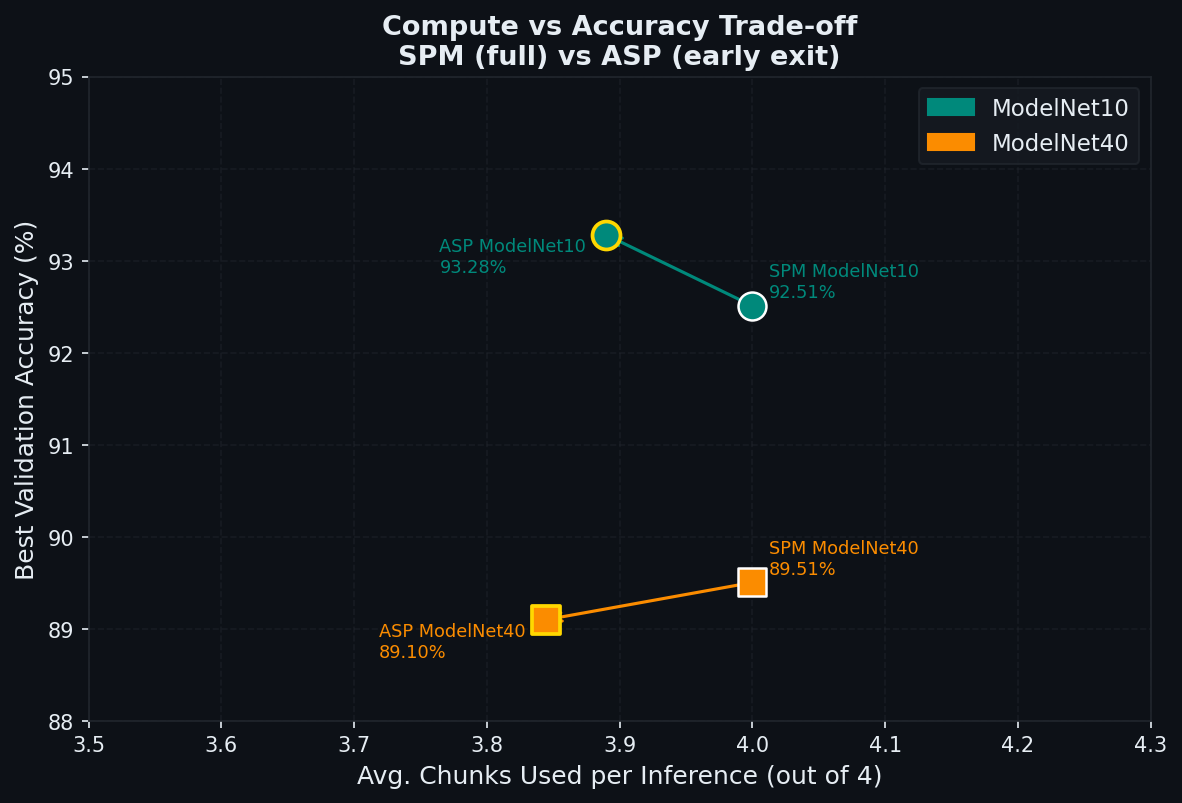 Compute vs Accuracy Trade-off
SPM (full) vs ASP (early exit)
ModelNet10
ModelNet40
Best Validation Accuracy (%)
95
94
93
92
91
90
89
88
ASP ModelNet10
93.28%
SPM ModelNet10
92.51%
SPM ModelNet40
89.51%
ASP ModelNet40
89.10%
3.5 3.6 3.7 3.8 3.9 4.0 4.1 4.2 4.3
Avg. Chunks Used per Inference (out of 4)